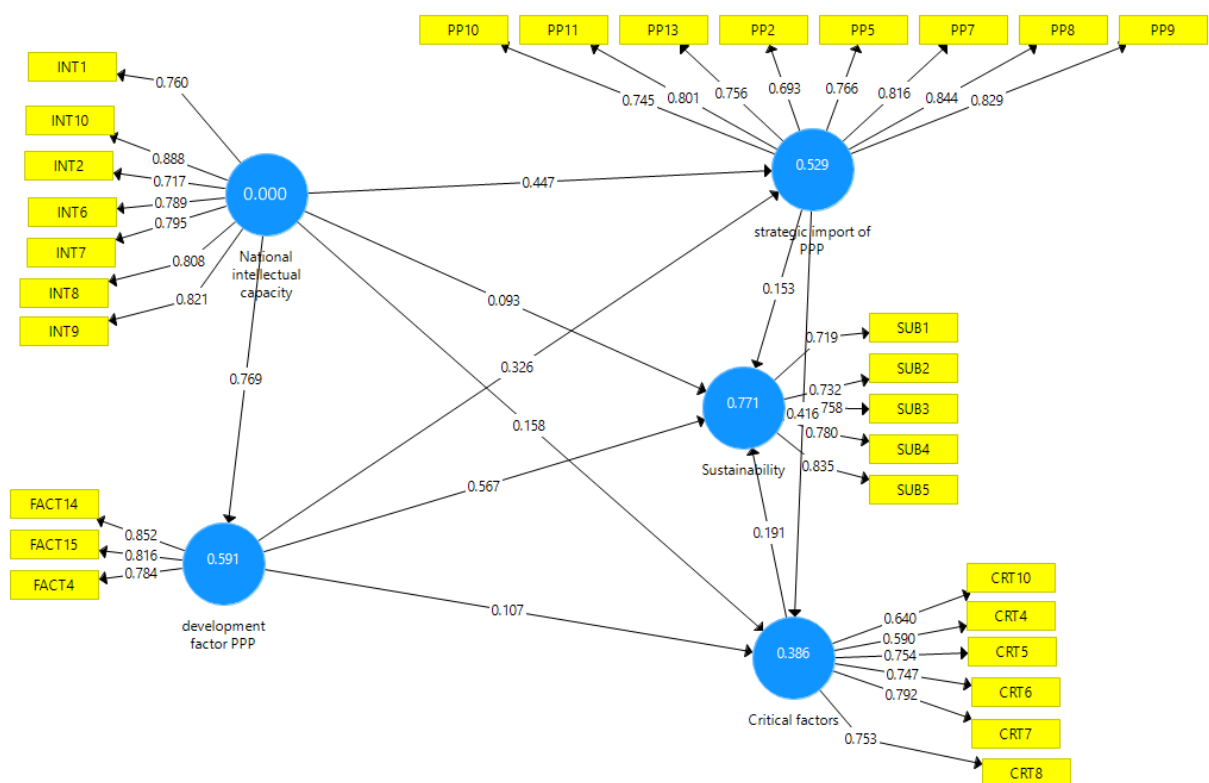 PP10 PP11 PP13 PP2 PP5 PP7 PP8 PP9
0.745 0.801 0.756 0.693 0.766 0.816 0.844 0.829
INT1
INT10
INT2
INT6
INT7
INT8
INT9
0.760
0.888
0.717
0.789
0.795
0.808
0.821
0.000
National
intellectual
capacity
0.447
0.529
strategic import of
PPP
0.093
0.153
0.769
0.326
0.158
0.416
0.771
Sustainability
0.719
0.732
758
0.780
0.835
SUB1
SUB2
SUB3
SUB4
SUB5
0.567
0.191
FACT14
FACT15
FACT4
0.852
0.816
0.784
0.591
development
factor PPP
0.107
0.386
Critical factors
0.640
0.590
0.754
0.747
0.792
0.753
CRT10
CRT4
CRT5
CRT6
CRT7
CRT8